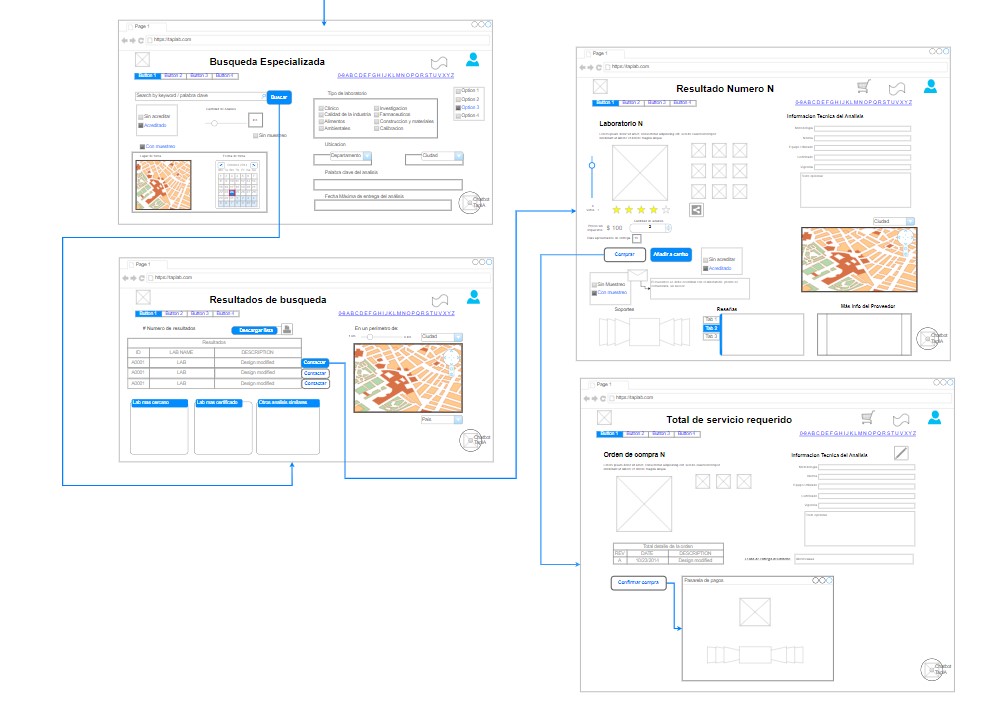 Page 1
https://taplab.com
Busqueda Especializada
Button 1 Button 2 Button 3 Button 4
0-9 A B C D E F G H I J K L M N O P Q R S T U V X Y Z
Search by keyword / palabra clave
Buscar
Sin acreditar
Acreditado
Sin muestreo
Con muestreo
Tipo de laboratorio
Clinico
Calidad de la industria
Alimentos
Ambientales
Investigacion
Farmaceuticos
Construccion y materiales
Calibracion
Option 1
Option 2
Option 3
Option 4
Ubicacion
Departamento
Ciudad
Palabra clave del analisis
Fecha Máxima de entrega del analisis
Chatbot
TapIA
Page 1
https://taplab.com
Resultados de busqueda
Button 1 Button 2 Button 3 Button 4
0-9 A B C D E F G H I J K L M N O P Q R S T U V X Y Z
# Numero de resultados
Descargar lista
Resultados
ID LAB NAME DESCRIPTION
A0001 LAB Design modified
Contactar
A0001 LAB Design modified
Contactar
A0001 LAB Design modified
Contactar
En un perimetro de:
Ciudad
Pais
Lab mas cercano
Lab mas certificado
Otros analisis similares
Chatbot
TapIA
Page 1
https://taplab.com
Resultado Numero N
Button 1 Button 2 Button 3 Button 4
0-9 A B C D E F G H I J K L M N O P Q R S T U V X Y Z
Laboratorio N
Informacion Tecnica del Analisis
$ 100
Comprar
Añadir a carrito
Sin acreditar
Acreditado
Sin Muestreo
Con muestreo
Ciudad
Soportes
Reseñas
Tab 1
Tab 2
Tab 3
Más info del Proveedor
Chatbot
TapIA
Page 1
https://taplab.com
Total de servicio requerido
Button 1 Button 2 Button 3 Button 4
0-9 A B C D E F G H I J K L M N O P Q R S T U V X Y Z
Orden de compra N
Informacion Tecnica del Analisis
Total detalle de la orden
REV DATE DESCRIPTION
A 10/23/2014 Design modified
Confirmar compra
Pasarela de pagos
Chatbot
TapIA